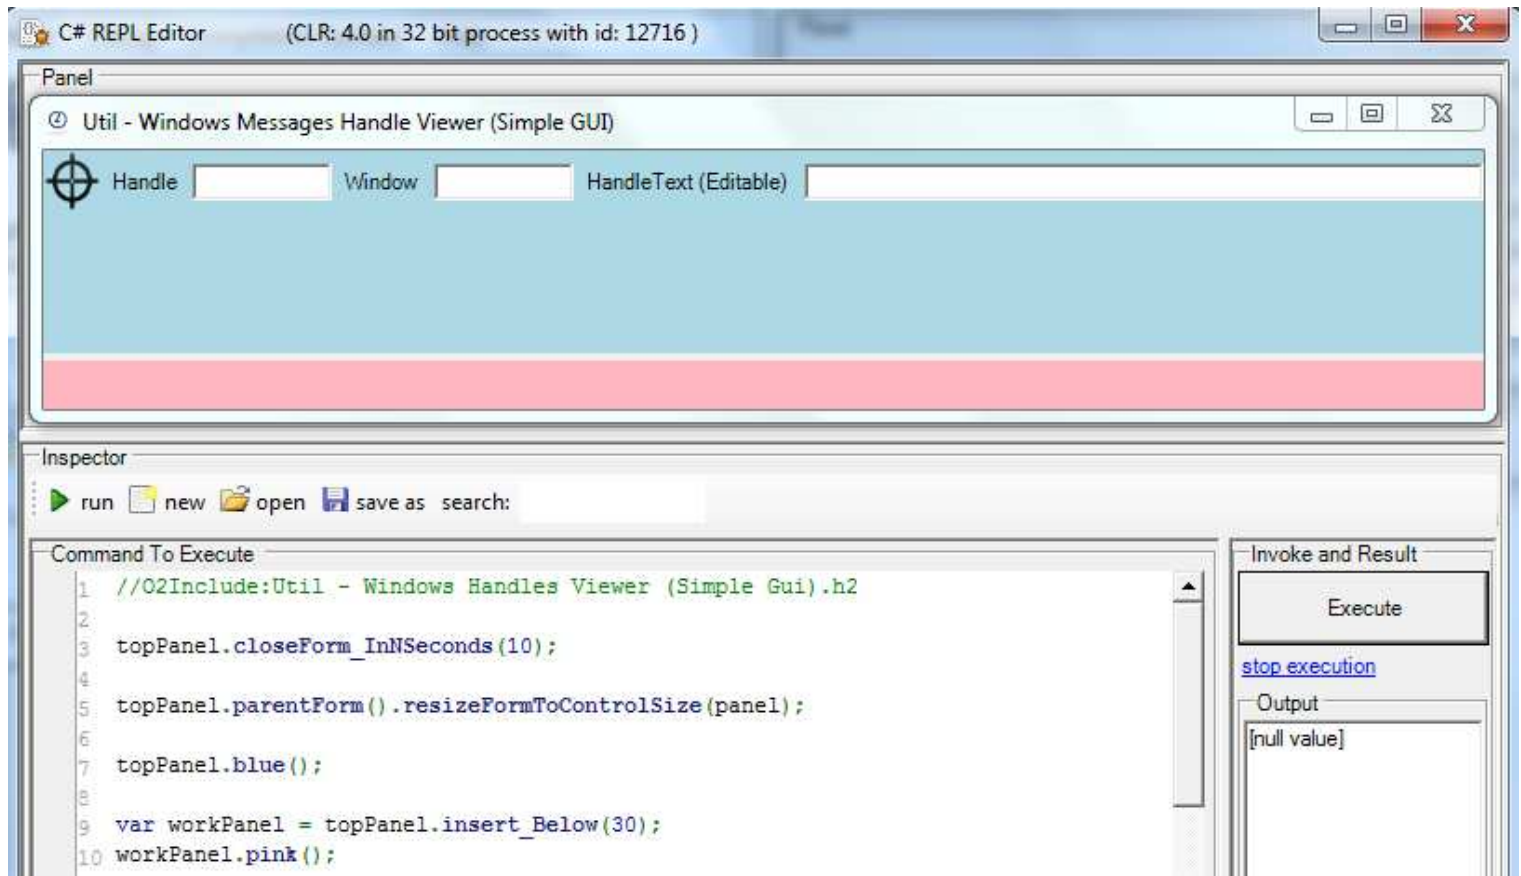 C# REPL Editor (CLR: 4.0 in 32 bit process with id: 12716 )
Panel
Util - Windows Messages Handle Viewer (Simple GUI)
Handle Window HandleText (Editable)
Inspector
run new open save as search:
Command To Execute
Invoke and Result
1 //O2Include:Util - Windows Handles Viewer (Simple Gui).h2
2
3 topPanel.closeForm_InNSeconds(10);
4
5 topPanel.parentForm().resizeFormToControlSize(panel);
6
7 topPanel.blue();
8
9 var workPanel = topPanel.insert_Below(30);
10 workPanel.pink();
Execute
stop execution
Output
[null value]